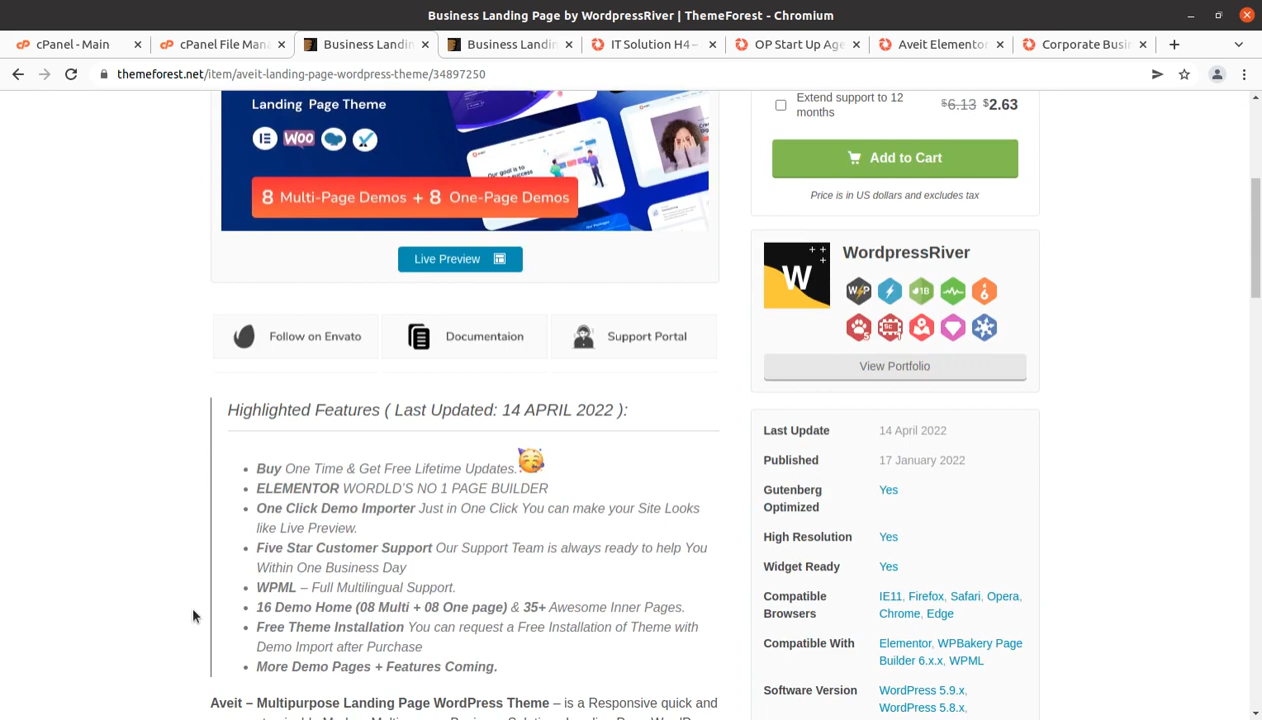 Business Landing Page by WordpressRiver | ThemeForest - Chromium
cPanel - Main
cPanel File Man
Business Landin
Business Landin
IT Solution H4 –
OP Start Up Age
Aveit Elemento
Corporate Busi
themeforest.net/item/aveit-landing-page-wordpress-theme/34897250
Landing Page Theme
WOO
8 Multi-Page Demos + 8 One-Page Demos
Live Preview
Follow on Envato
Documentaion
Support Portal
Highlighted Features ( Last Updated: 14 APRIL 2022 ):
• Buy One Time & Get Free Lifetime Updates.
• ELEMENTOR WORDLD'S NO 1 PAGE BUILDER
• One Click Demo Importer Just in One Click You can make your Site Looks
like Live Preview.
• Five Star Customer Support Our Support Team is always ready to help You
Within One Business Day
• WPML – Full Multilingual Support.
• 16 Demo Home (08 Multi + 08 One page) & 35+ Awesome Inner Pages.
• Free Theme Installation You can request a Free Installation of Theme with
Demo Import after Purchase
• More Demo Pages + Features Coming.
Aveit – Multipurpose Landing Page WordPress Theme – is a Responsive quick and
Extend support to 12
months
$6.13 $2.63
Add to Cart
Price is in US dollars and excludes tax
W
WordpressRiver
View Portfolio
Last Update 14 April 2022
Published 17 January 2022
Gutenberg
Optimized
Yes
High Resolution Yes
Widget Ready Yes
Compatible
Browsers
IE11, Firefox, Safari, Opera,
Chrome, Edge
Compatible With Elementor, WPBakery Page
Builder 6.x.x, WPML
Software Version WordPress 5.9.x,
WordPress 5.8.x,